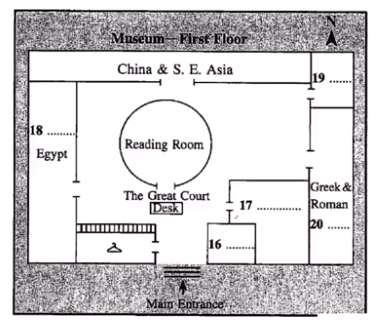 Museum—First Floor
N
China & S. E. Asia
19 ..........
18 ..........
Egypt
Reading Room
The Great Court
Desk
17 ..........
Greek &
Roman
20 ..........
16 ..........
Main Entrance